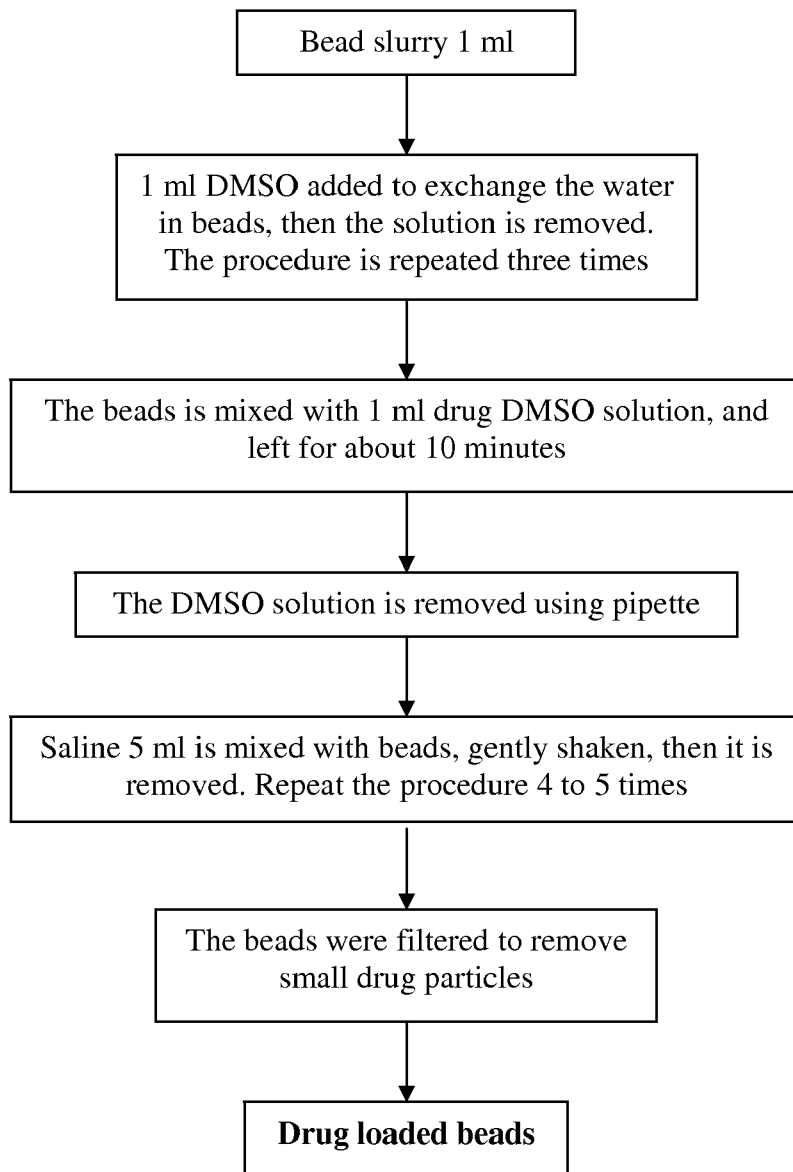 Bead slurry 1 ml
1 ml DMSO added to exchange the water
in beads, then the solution is removed.
The procedure is repeated three times
The beads is mixed with 1 ml drug DMSO solution, and
left for about 10 minutes
The DMSO solution is removed using pipette
Saline 5 ml is mixed with beads, gently shaken, then it is
removed. Repeat the procedure 4 to 5 times
The beads were filtered to remove
small drug particles
Drug loaded beads